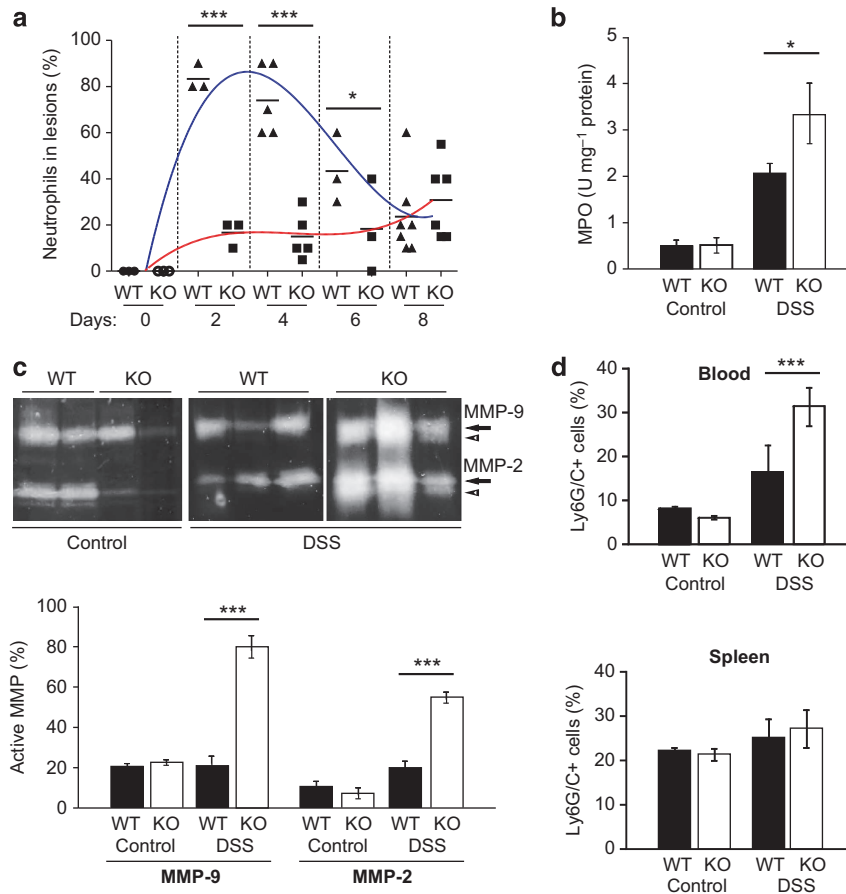 a
*** *** *
Neutrophils in lesions (%)
100
80
60
40
20
0
WT KO WT KO WT KO WT KO WT KO
Days: 0 2 4 6 8
b
*
MPO (U mg⁻¹ protein)
5
4
3
2
1
0
WT KO WT KO
Control DSS
c
WT KO WT KO
MMP-9
MMP-2
Control DSS
*** ***
Active MMP (%)
100
80
60
40
20
0
WT KO WT KO WT KO WT KO
Control DSS Control DSS
MMP-9 MMP-2
d
Blood
***
Ly6G/C+ cells (%)
40
30
20
10
0
WT KO WT KO
Control DSS
Spleen
Ly6G/C+ cells (%)
40
30
20
10
0
WT KO WT KO
Control DSS